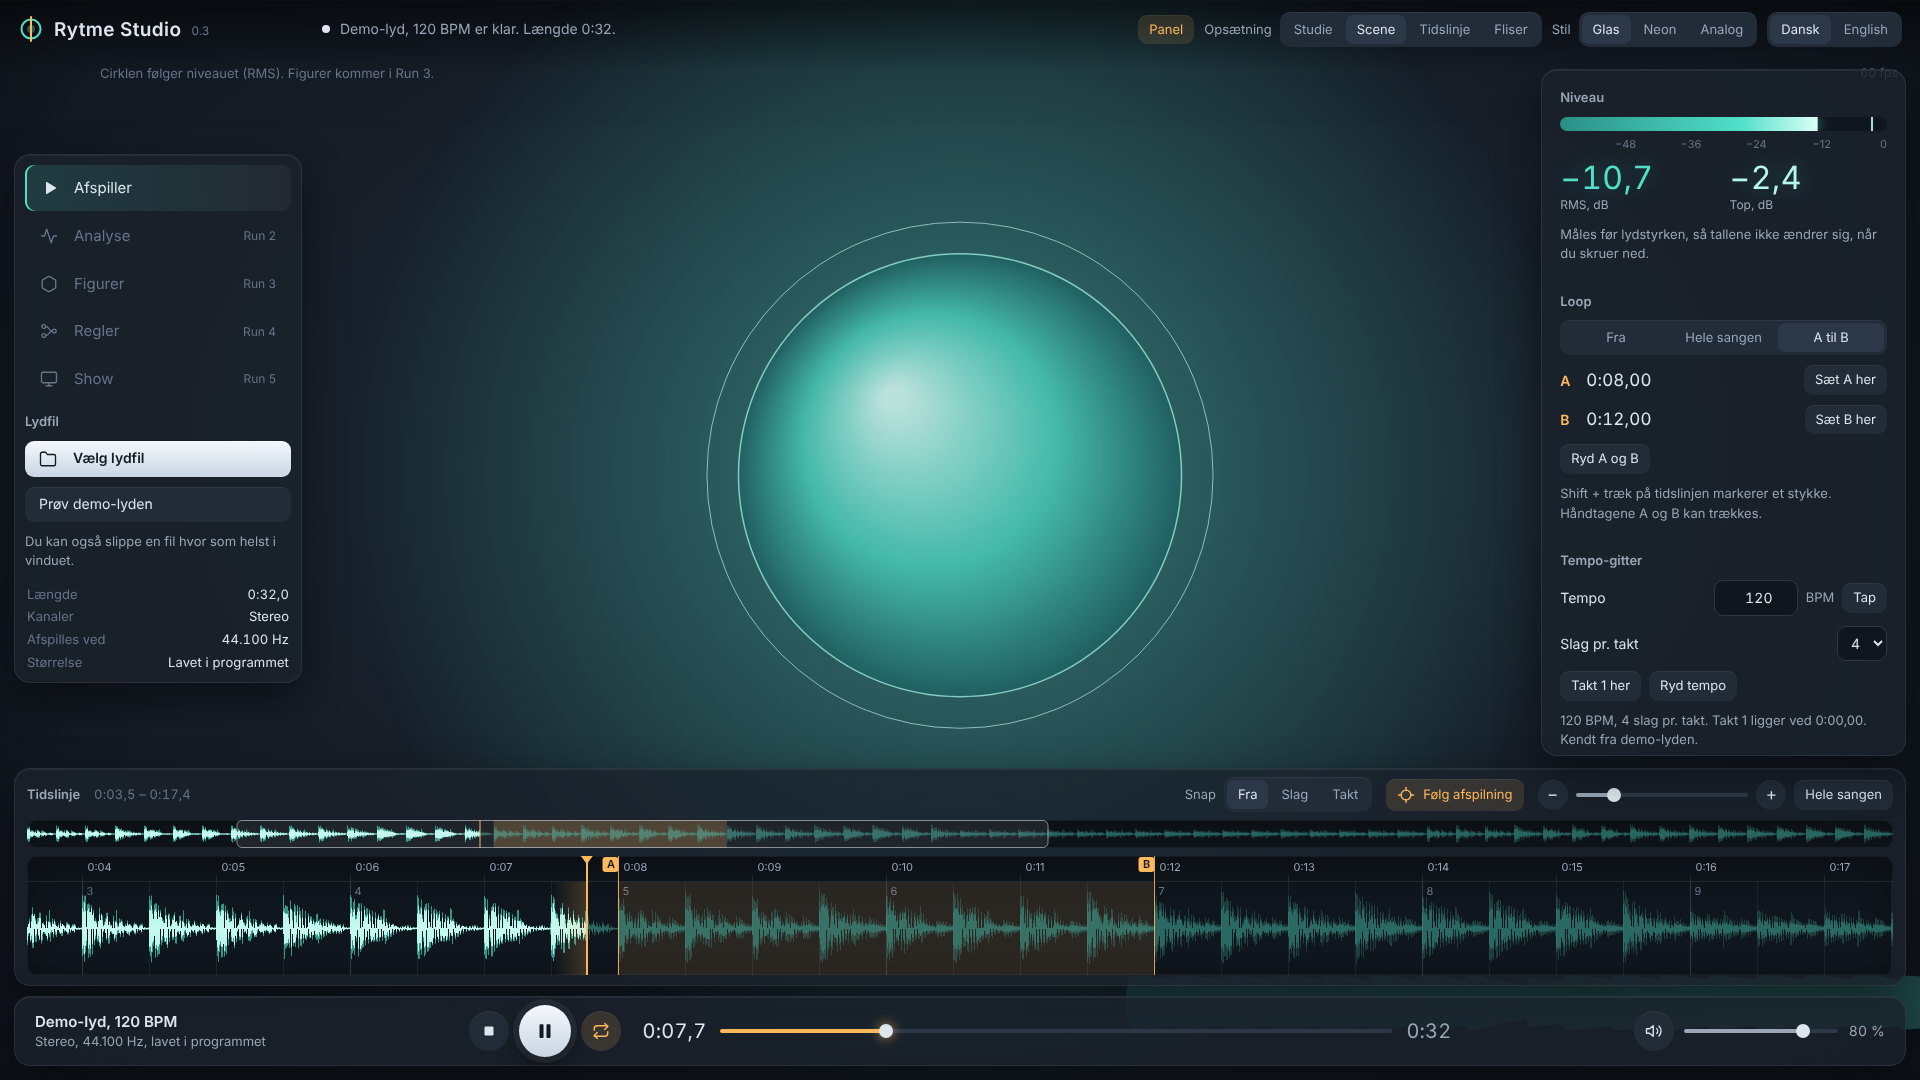 Rytme Studio 0.3
Demo-lyd, 120 BPM er klar. Længde 0:32.
Panel Opsætning Studie Scene Tidslinje Fliser Stil Glas Neon Analog Dansk English
Cirklen følger niveauet (RMS). Figurer kommer i Run 3.
60 fps
Afspiller
Analyse Run 2
Figurer Run 3
Regler Run 4
Show Run 5
Lydfil
Vælg lydfil
Prøv demo-lyden
Du kan også slippe en fil hvor som helst i
vinduet.
Længde 0:32,0
Kanaler Stereo
Afspilles ved 44.100 Hz
Størrelse Lavet i programmet
Niveau
−48 −36 −24 −12 0
−10,7 −2,4
RMS, dB Top, dB
Måles før lydstyrken, så tallene ikke ændrer sig, når
du skruer ned.
Loop
Fra Hele sangen A til B
A 0:08,00 Sæt A her
B 0:12,00 Sæt B her
Ryd A og B
Shift + træk på tidslinjen markerer et stykke.
Håndtagene A og B kan trækkes.
Tempo-gitter
Tempo 120 BPM Tap
Slag pr. takt 4
Takt 1 her Ryd tempo
120 BPM, 4 slag pr. takt. Takt 1 ligger ved 0:00,00.
Kendt fra demo-lyden.
Tidslinje 0:03,5 – 0:17,4
Snap Fra Slag Takt Følg afspilning − + Hele sangen
0:04 0:05 0:06 0:07 A 0:08 0:09 0:10 0:11 B 0:12 0:13 0:14 0:15 0:16 0:17
3 4 5 6 7 8 9
Demo-lyd, 120 BPM
Stereo, 44.100 Hz, lavet i programmet
0:07,7 0:32 80 %